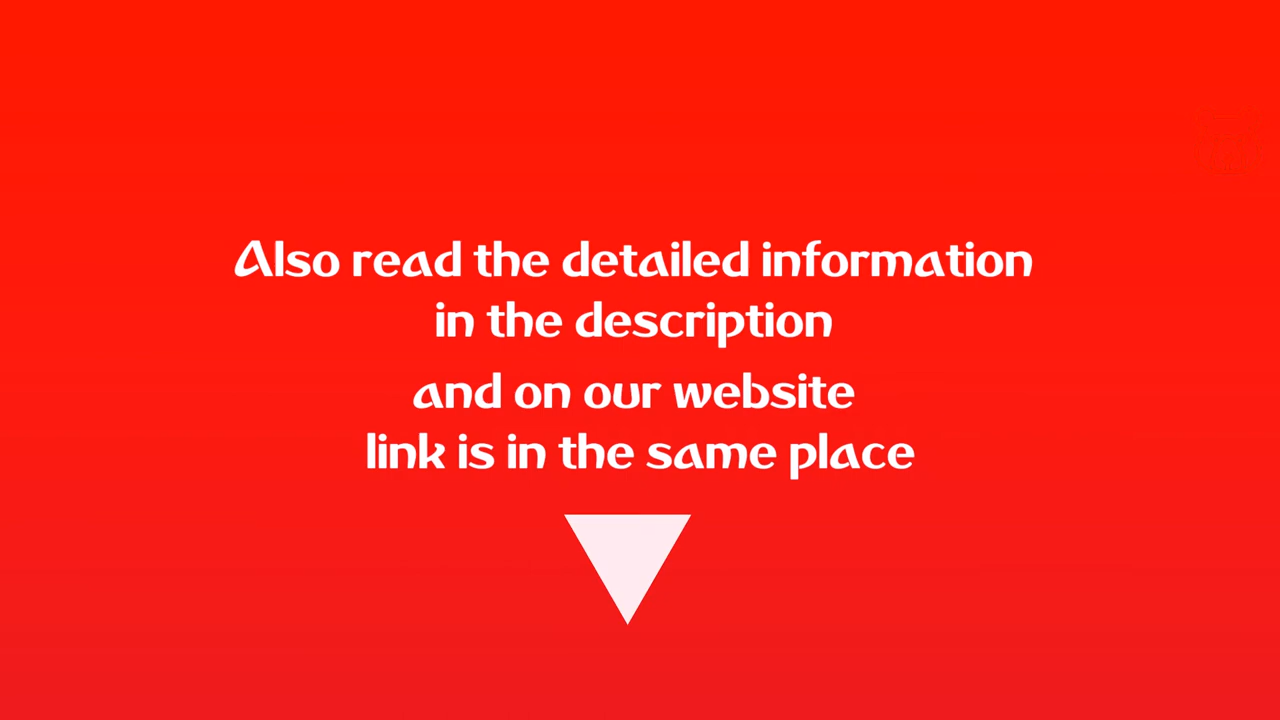 Also read the detailed information
in the description
and on our website
link is in the same place